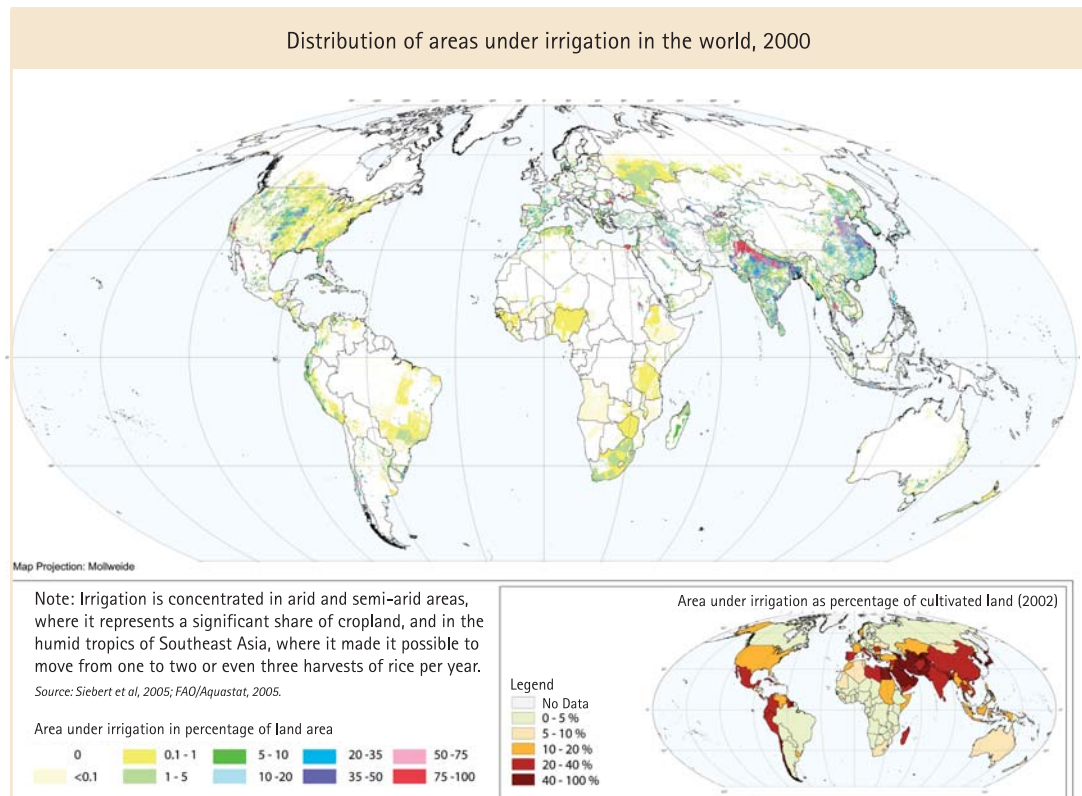 Distribution of areas under irrigation in the world, 2000
Map Projection: Mollweide
Note: Irrigation is concentrated in arid and semi-arid areas,
where it represents a significant share of cropland, and in the
humid tropics of Southeast Asia, where it made it possible to
move from one to two or even three harvests of rice per year.
Source: Siebert et al, 2005; FAO/Aquastat, 2005.
Area under irrigation in percentage of land area
0
0.1 - 1
5 - 10
20 -35
50 -75
<0.1
1 - 5
10 -20
35 -50
75 -100
Area under irrigation as percentage of cultivated land (2002)
Legend
No Data
0 - 5 %
5 - 10 %
10 - 20 %
20 - 40 %
40 - 100 %